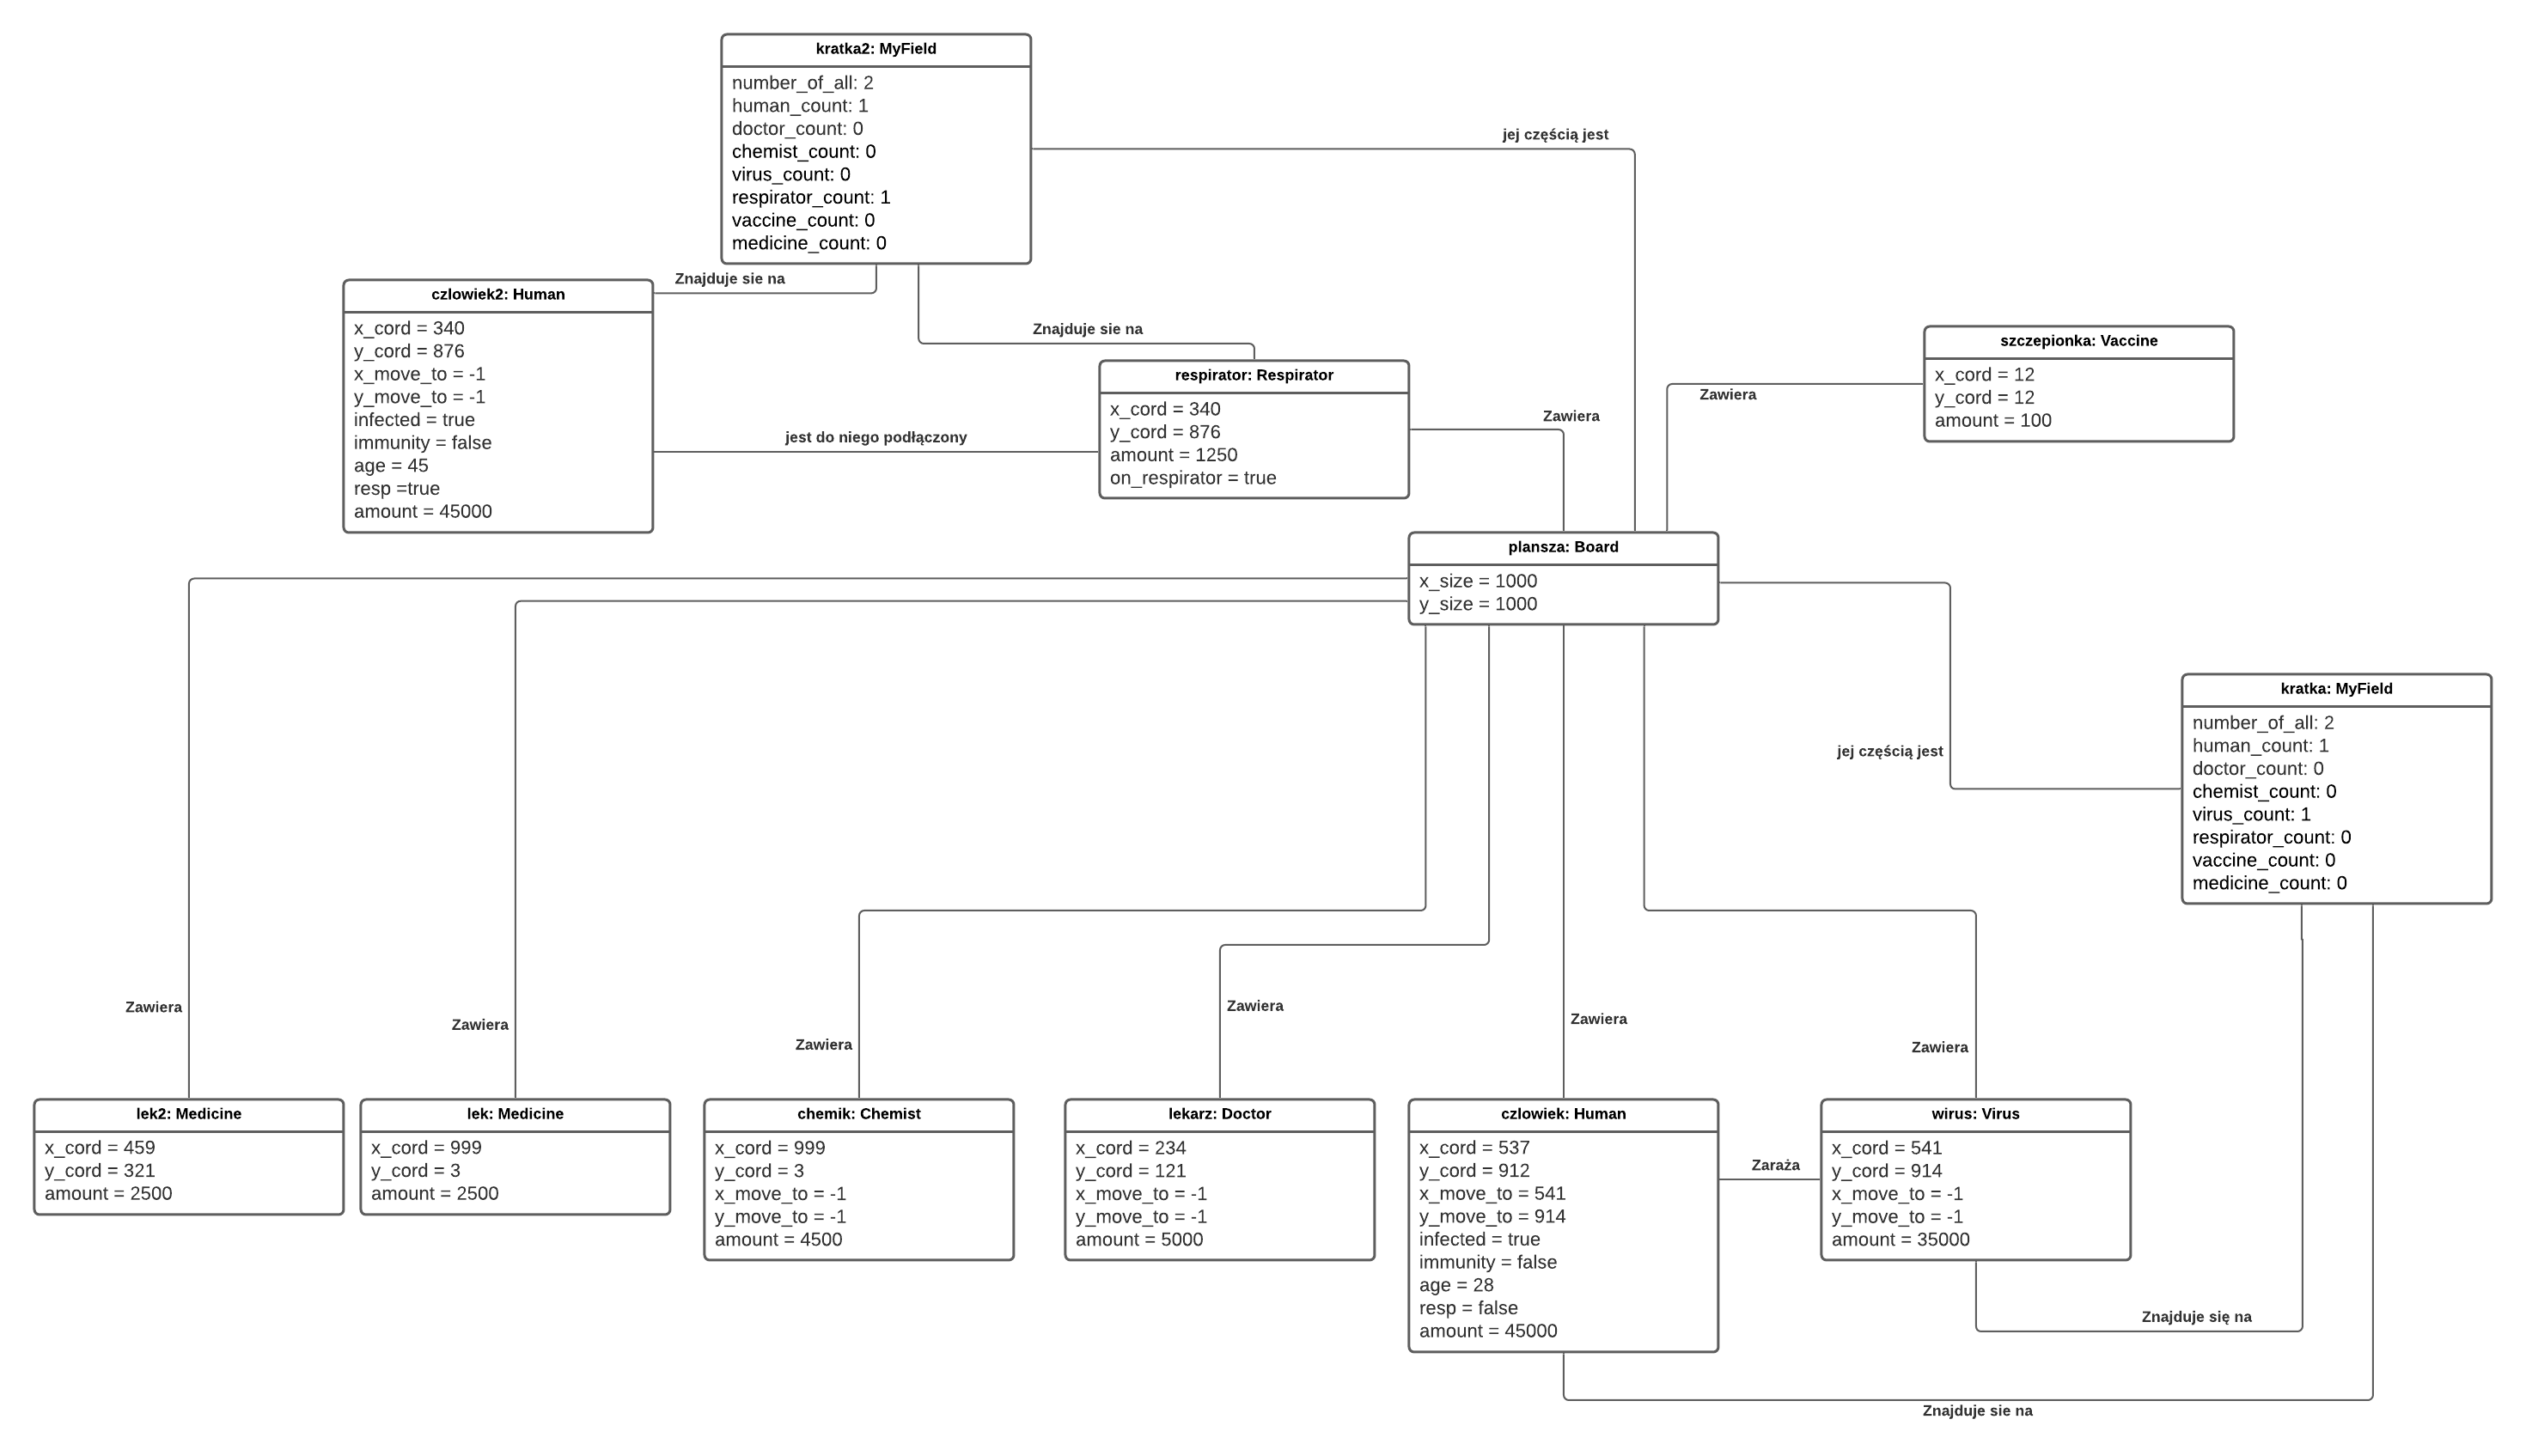 kratka2: MyField
number_of_all: 2
human_count: 1
doctor_count: 0
chemist_count: 0
virus_count: 0
respirator_count: 1
vaccine_count: 0
medicine_count: 0
jej częścią jest
Znajduje sie na
czlowiek2: Human
x_cord = 340
y_cord = 876
x_move_to = -1
y_move_to = -1
infected = true
immunity = false
age = 45
resp =true
amount = 45000
Znajduje sie na
jest do niego podłączony
respirator: Respirator
x_cord = 340
y_cord = 876
amount = 1250
on_respirator = true
Zawiera
Zawiera
szczepionka: Vaccine
x_cord = 12
y_cord = 12
amount = 100
plansza: Board
x_size = 1000
y_size = 1000
jej częścią jest
kratka: MyField
number_of_all: 2
human_count: 1
doctor_count: 0
chemist_count: 0
virus_count: 1
respirator_count: 0
vaccine_count: 0
medicine_count: 0
Zawiera
Zawiera
Zawiera
Zawiera
Zawiera
Zawiera
lek2: Medicine
x_cord = 459
y_cord = 321
amount = 2500
lek: Medicine
x_cord = 999
y_cord = 3
amount = 2500
chemik: Chemist
x_cord = 999
y_cord = 3
x_move_to = -1
y_move_to = -1
amount = 4500
lekarz: Doctor
x_cord = 234
y_cord = 121
x_move_to = -1
y_move_to = -1
amount = 5000
czlowiek: Human
x_cord = 537
y_cord = 912
x_move_to = 541
y_move_to = 914
infected = true
immunity = false
age = 28
resp = false
amount = 45000
Zaraża
wirus: Virus
x_cord = 541
y_cord = 914
x_move_to = -1
y_move_to = -1
amount = 35000
Znajduje się na
Znajduje sie na